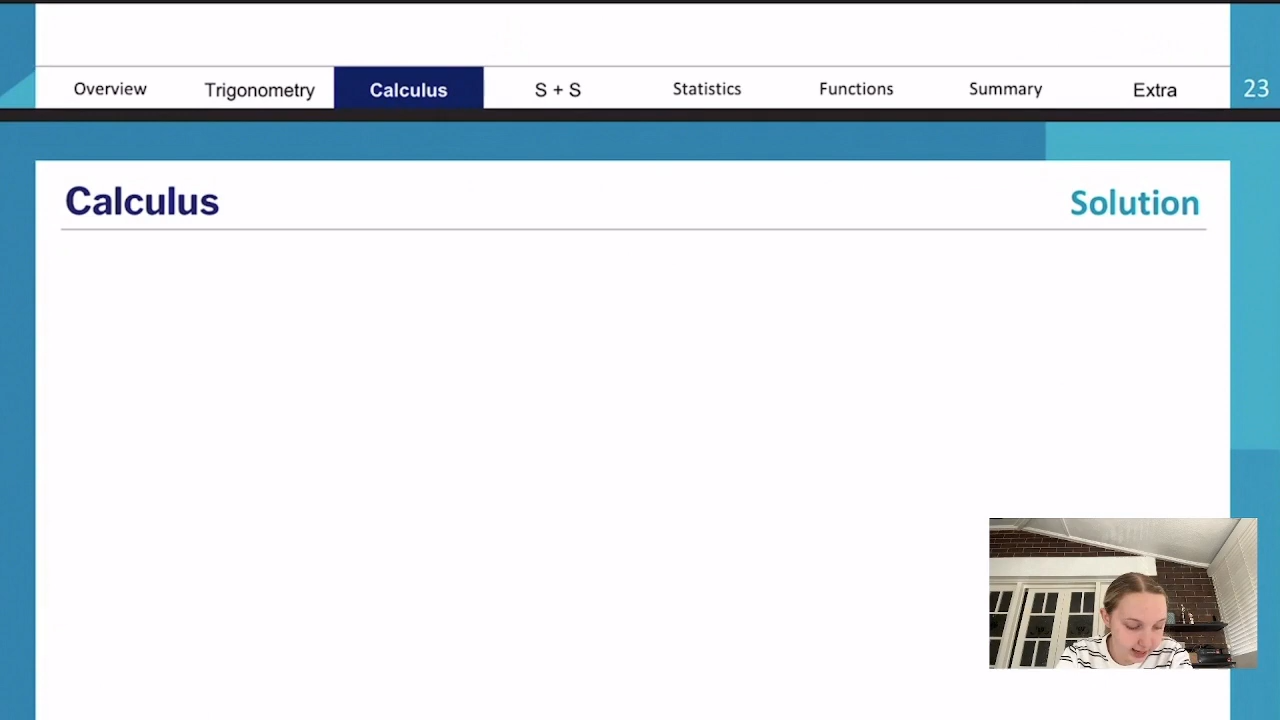 Overview Trigonometry Calculus S + S Statistics Functions Summary Extra 23
Calculus Solution